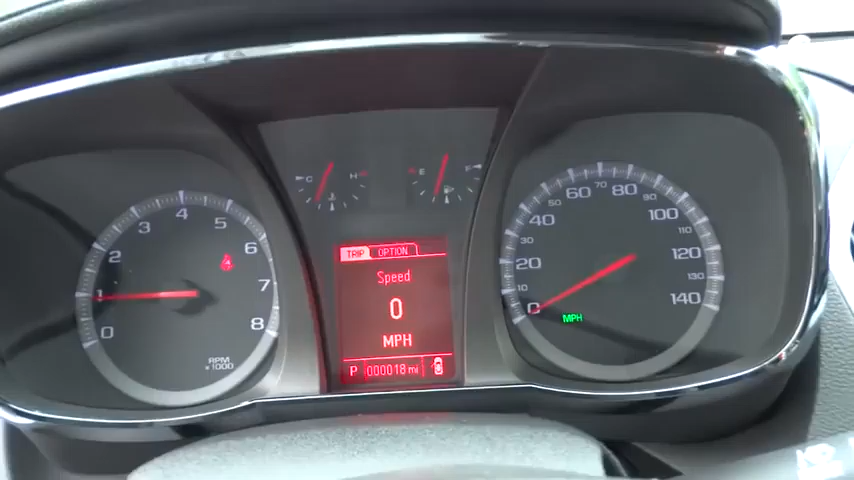 C H
E F
0 1 2 3 4 5 6 7 8
RPM
x1000
TRIP OPTION
Speed
0
MPH
P 000018 mi
0 10 20 30 40 50 60 70 80 100 110 120 130 140
MPH